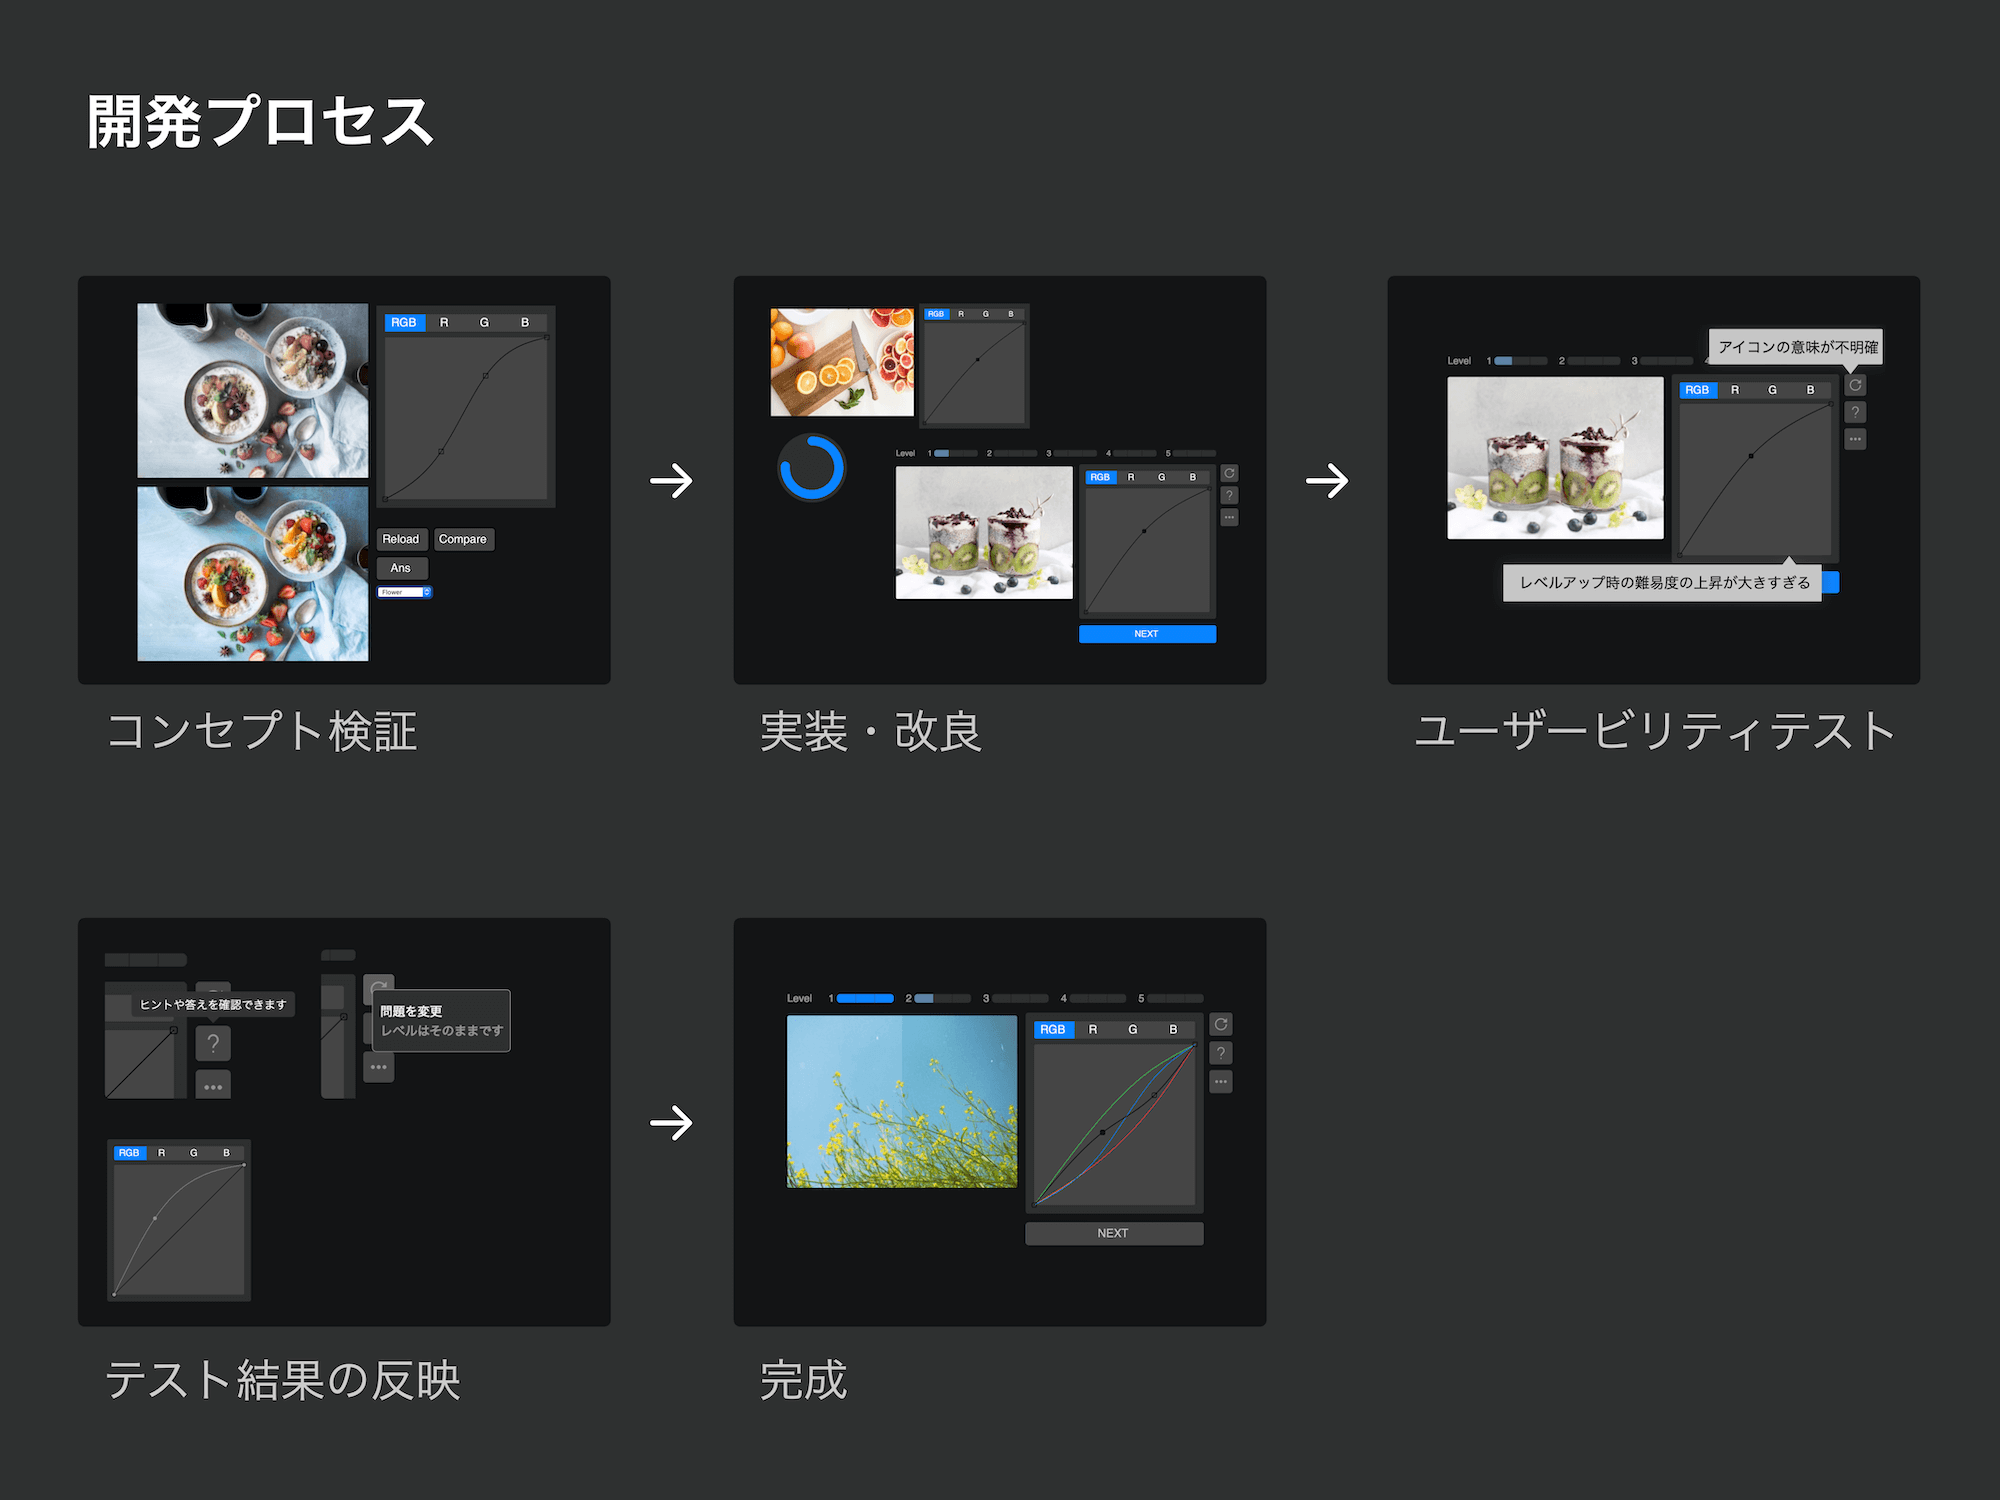 開発プロセス
RGB R G B
Reload Compare
Ans
Flower
コンセプト検証
RGB R G B
Level 1 2 3 4 5
RGB R G B
?
NEXT
実装・改良
アイコンの意味が不明確
Level 1 2 3 4
RGB R G B
?
レベルアップ時の難易度の上昇が大きすぎる
ユーザービリティテスト
ヒントや答えを確認できます
?
問題を変更
レベルはそのままです
RGB R G B
テスト結果の反映
Level 1 2 3 4 5
RGB R G B
?
NEXT
完成